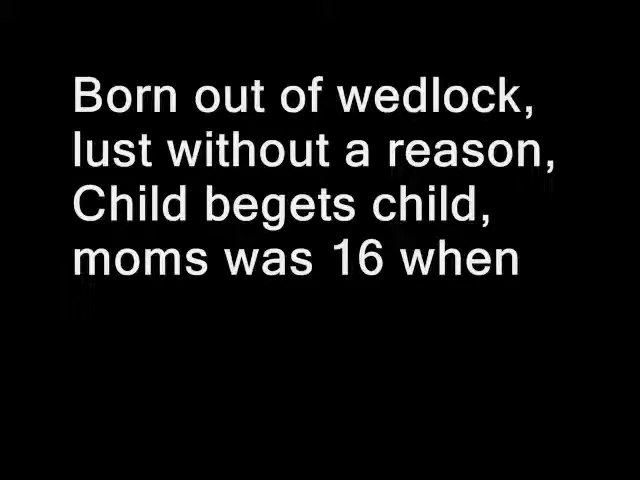 Born out of wedlock,
lust without a reason,
Child begets child,
moms was 16 when